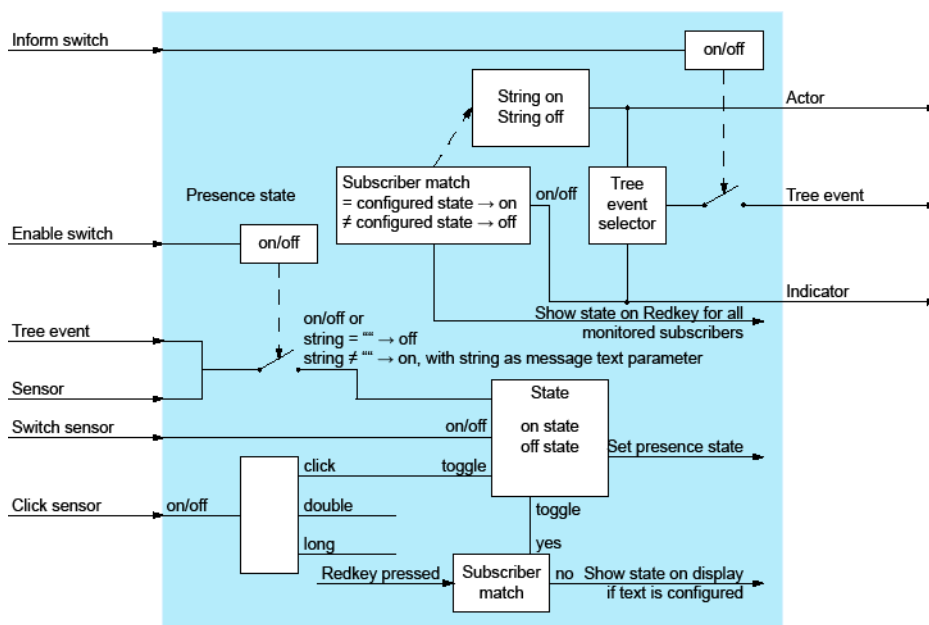 Inform switch
on/off
String on
String off
Actor
Subscriber match
= configured state → on
≠ configured state → off
on/off
Tree
event
selector
Tree event
Presence state
Enable switch
on/off
Indicator
Show state on Redkey for all
monitored subscribers
Tree event
on/off or
string = ““ → off
string ≠ ““ → on, with string as message text parameter
Sensor
State
on state
off state
Switch sensor
on/off
Set presence state
click
toggle
Click sensor
on/off
double
toggle
long
yes
Redkey pressed
Subscriber
match
no
Show state on display
if text is configured